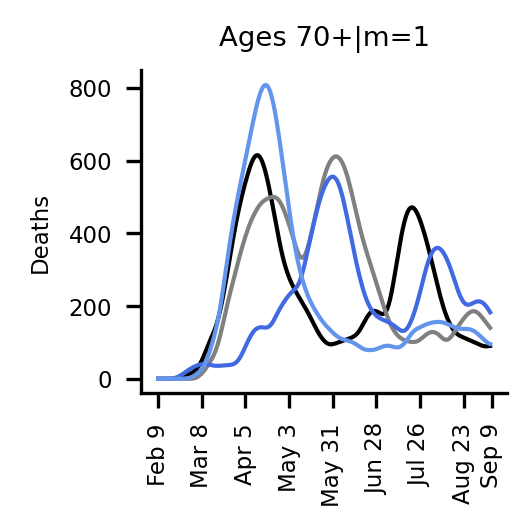 Ages 70+|m=1
Deaths
800
600
400
200
0
Feb 9
Mar 8
Apr 5
May 3
May 31
Jun 28
Jul 26
Aug 23
Sep 9